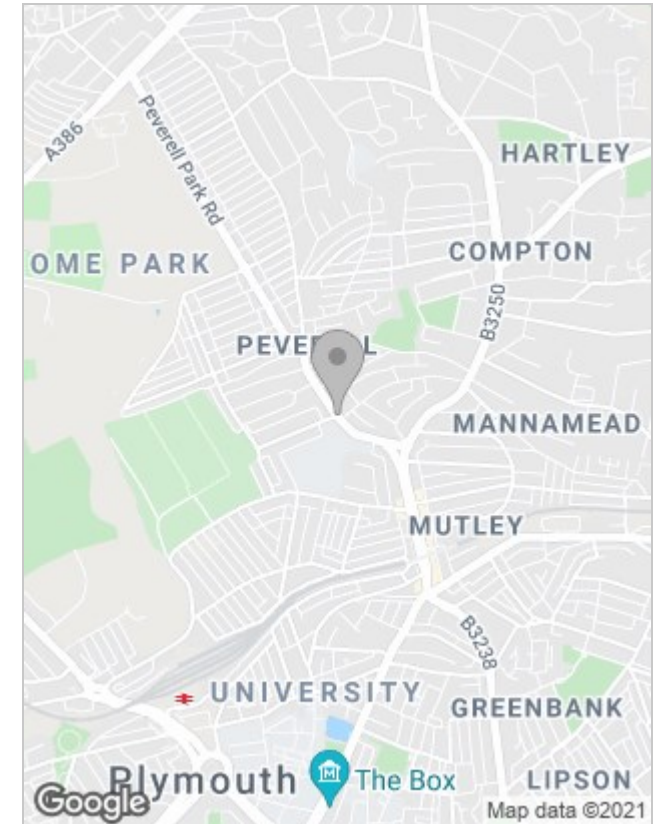 A386
Peverell Park Rd
HARTLEY
OME PARK
COMPTON
B3250
PEVE L
MANNAMEAD
MUTLEY
B3238
UNIVERSITY
GREENBANK
Plymouth
The Box
LIPSON
Google
Map data ©2021